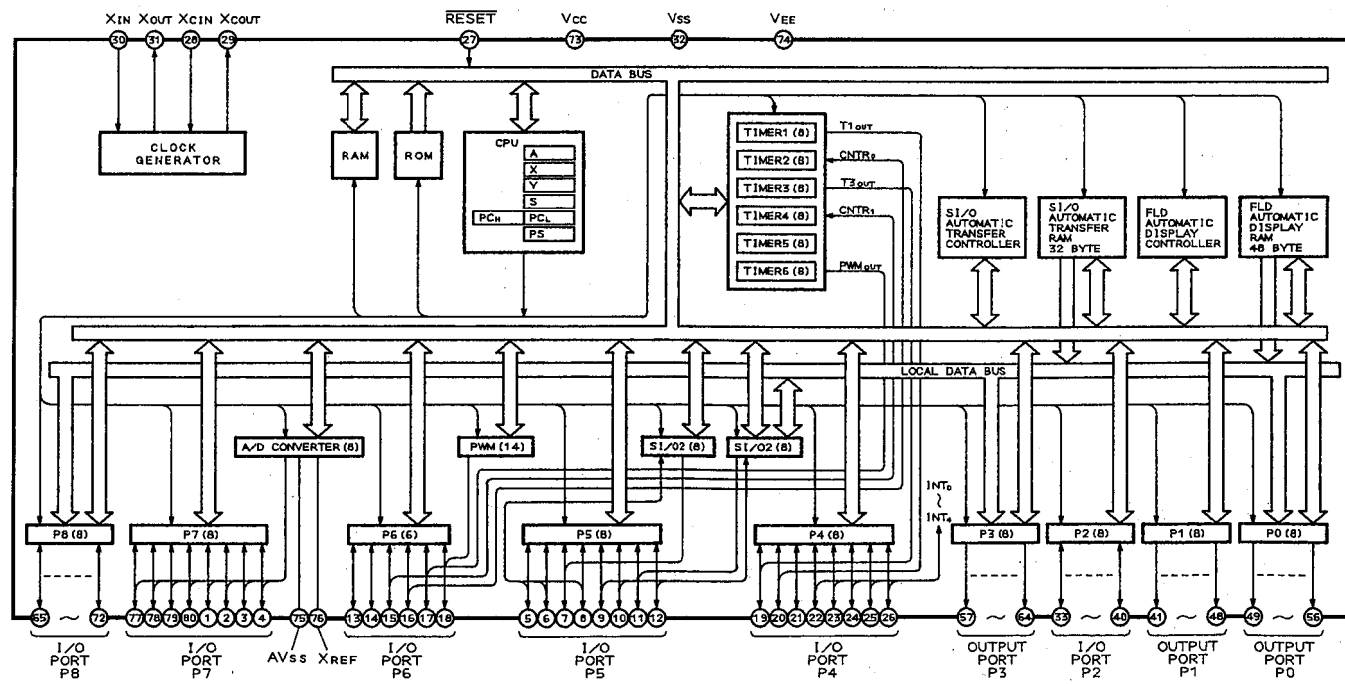 XIN XOUT XCIN XCOUT RESET VCC VSS VEE
30 31 28 29 27 73 32 74
DATA BUS
CLOCK
GENERATOR
RAM
ROM
CPU
A
X
Y
S
PCH PCL
PS
TIMER1 (8)
TIMER2 (8)
TIMER3 (8)
TIMER4 (8)
TIMER5 (8)
TIMER6 (8)
T1OUT
CNTR0
T3OUT
CNTR1
PWMOUT
SI/O
AUTOMATIC
TRANSFER
CONTROLLER
SI/O
AUTOMATIC
TRANSFER
RAM
32 BYTE
FLD
AUTOMATIC
DISPLAY
CONTROLLER
FLD
AUTOMATIC
DISPLAY
RAM
48 BYTE
LOCAL DATA BUS
A/D CONVERTER (8)
PWM (14)
SI/O2 (8)
SI/O2 (8)
INT0
~
INT4
P8 (8) P7 (8) P6 (6) P5 (8) P4 (8) P3 (8) P2 (8) P1 (8) P0 (8)
65 ~ 72 77 78 79 80 1 2 3 4 75 76 13 14 15 16 17 18 5 6 7 8 9 10 11 12 19 20 21 22 23 24 25 26 57 ~ 64 33 ~ 40 41 ~ 48 49 ~ 56
I/O
PORT
P8
I/O
PORT
P7
AVSS XREF
I/O
PORT
P6
I/O
PORT
P5
I/O
PORT
P4
OUTPUT
PORT
P3
I/O
PORT
P2
OUTPUT
PORT
P1
OUTPUT
PORT
P0